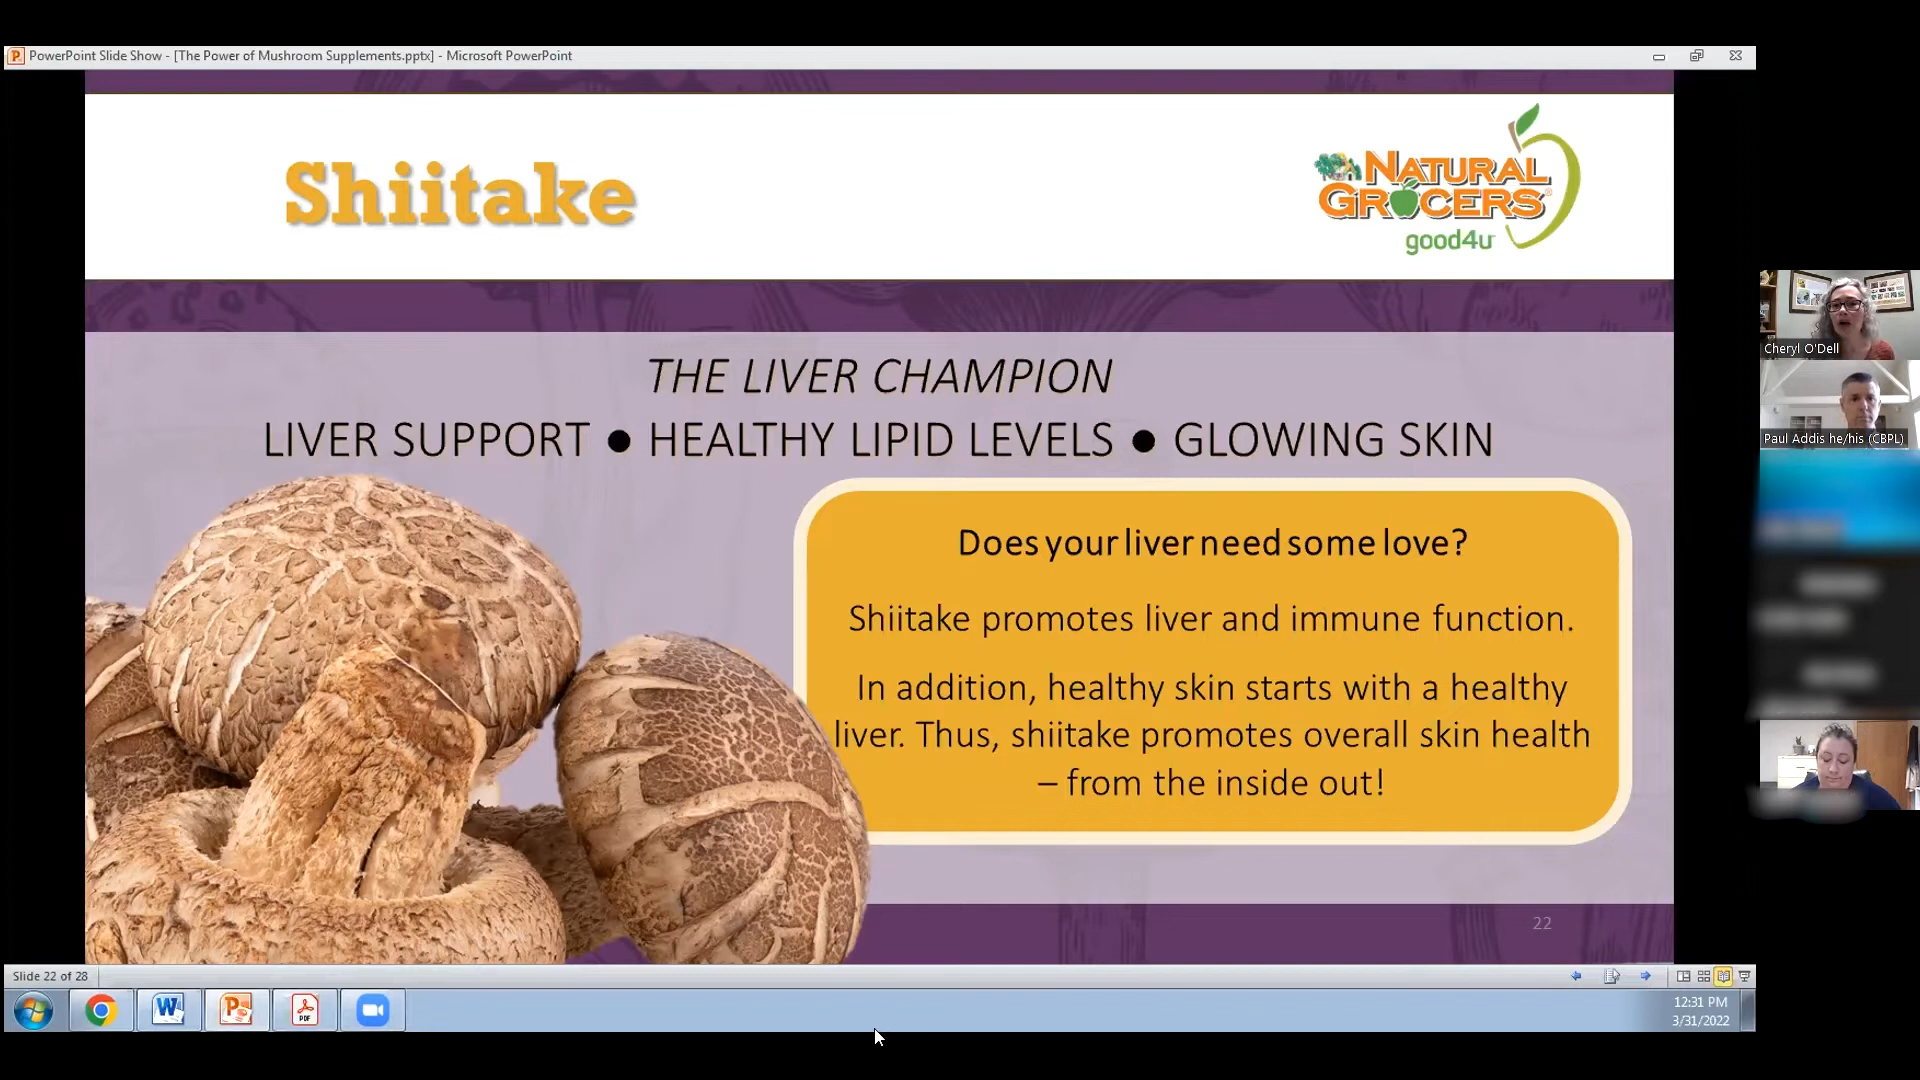 PowerPoint Slide Show - [The Power of Mushroom Supplements.pptx] - Microsoft PowerPoint
Shiitake
NATURAL
GROCERS
good4u
THE LIVER CHAMPION
LIVER SUPPORT ● HEALTHY LIPID LEVELS ● GLOWING SKIN
Does your liver need some love?
Shiitake promotes liver and immune function.
In addition, healthy skin starts with a healthy
liver. Thus, shiitake promotes overall skin health
– from the inside out!
22
Cheryl O'Dell
Paul Addis he/his (CBPL)
Slide 22 of 28
PDF
12:31 PM
3/31/2022